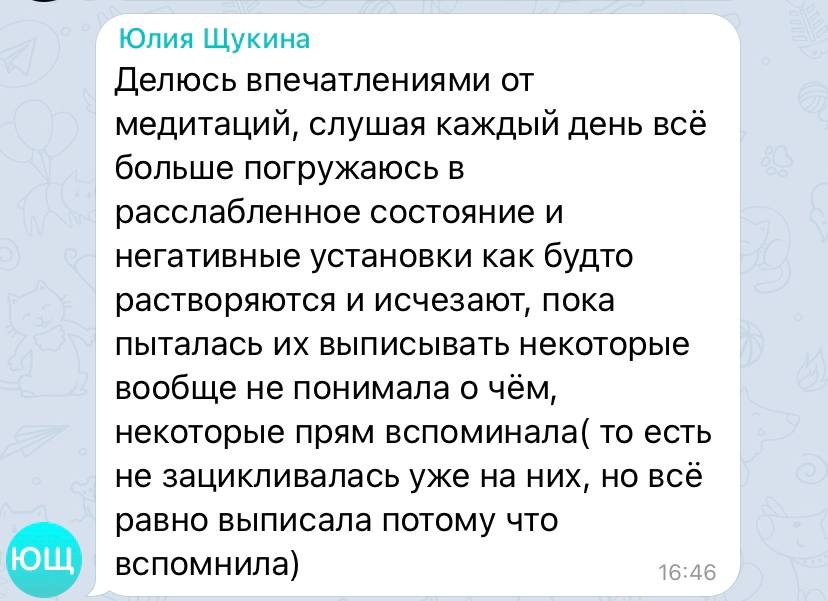 Юлия Щукина
Делюсь впечатлениями от
медитаций, слушая каждый день всё
больше погружаюсь в
расслабленное состояние и
негативные установки как будто
растворяются и исчезают, пока
пыталась их выписывать некоторые
вообще не понимала о чём,
некоторые прям вспоминала( то есть
не зацикливалась уже на них, но всё
равно выписала потому что
вспомнила)
ЮЩ
16:46